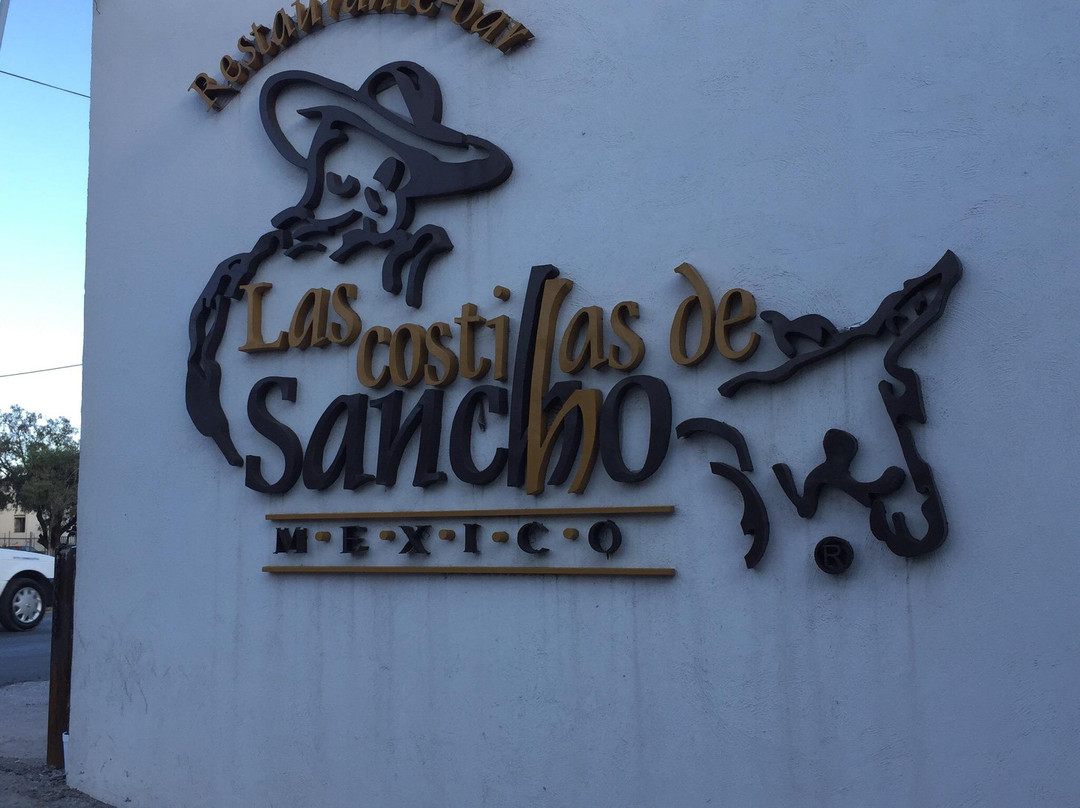 Restaurante-bar
Las costillas de
Sancho
M·E·X·I·C·O
®